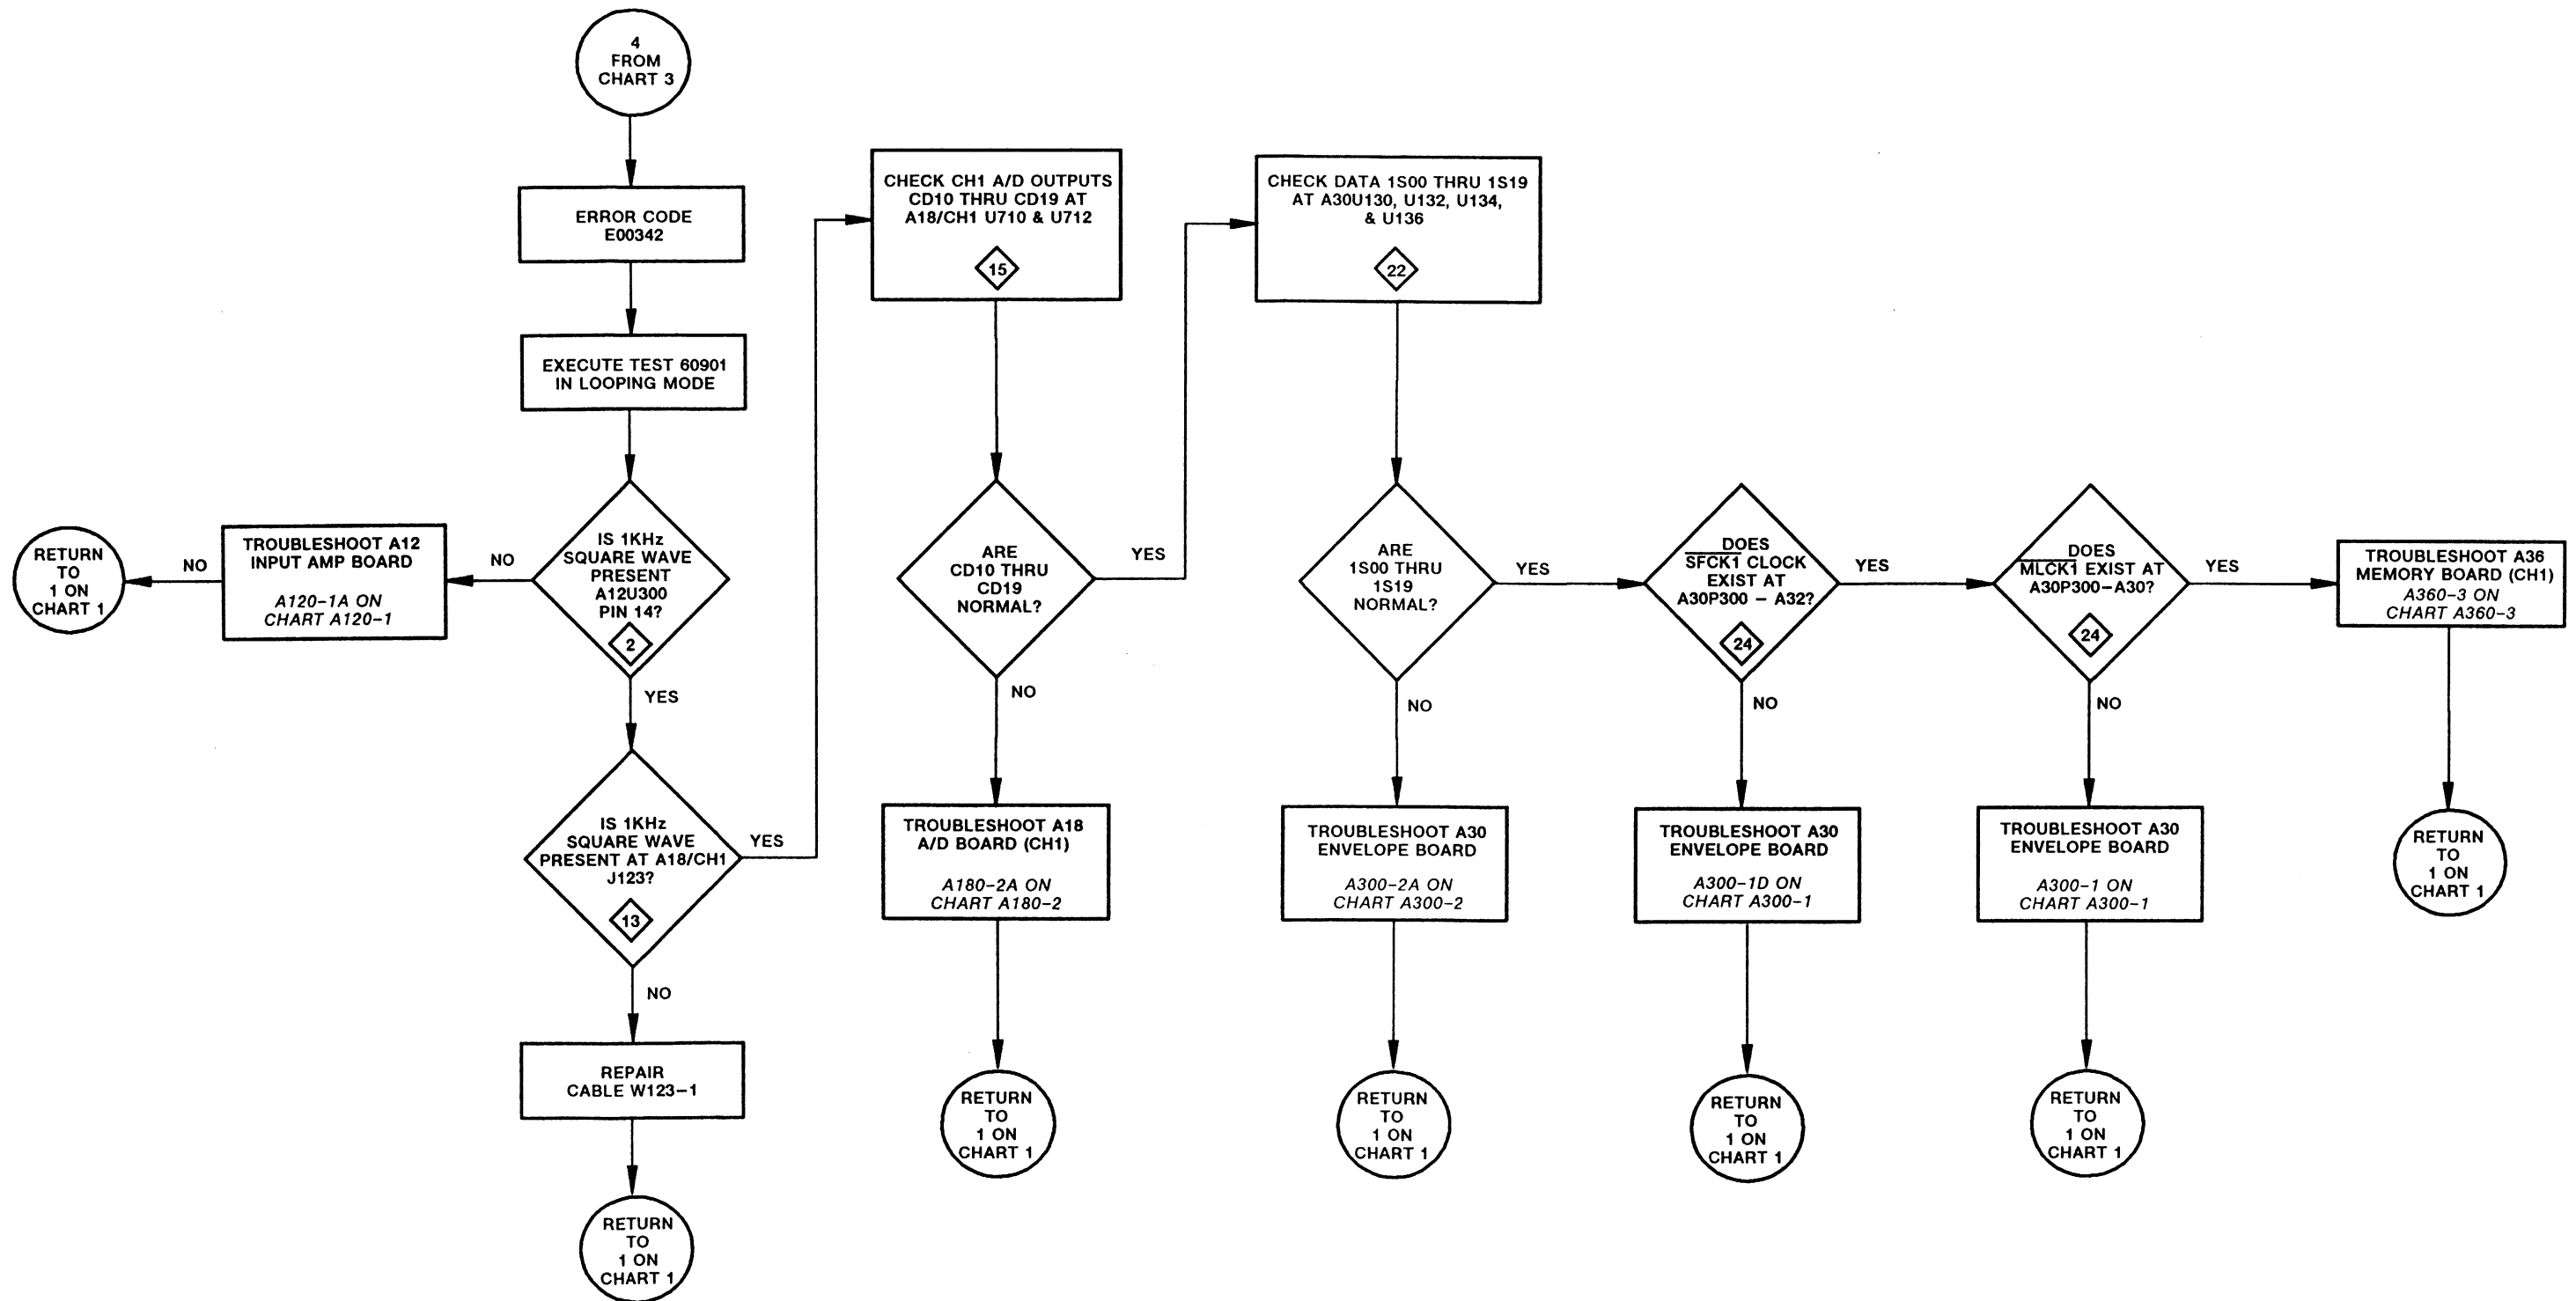 4
FROM
CHART 3
ERROR CODE
E00342
EXECUTE TEST 60901
IN LOOPING MODE
IS 1KHz
SQUARE WAVE
PRESENT
A12U300
PIN 14?
2
NO
TROUBLESHOOT A12
INPUT AMP BOARD
A120-1A ON
CHART A120-1
NO
RETURN
TO
1 ON
CHART 1
YES
IS 1KHz
SQUARE WAVE
PRESENT AT A18/CH1
J123?
13
NO
REPAIR
CABLE W123-1
RETURN
TO
1 ON
CHART 1
YES
CHECK CH1 A/D OUTPUTS
CD10 THRU CD19 AT
A18/CH1 U710 & U712
15
ARE
CD10 THRU
CD19
NORMAL?
NO
TROUBLESHOOT A18
A/D BOARD (CH1)
A180-2A ON
CHART A180-2
RETURN
TO
1 ON
CHART 1
YES
CHECK DATA 1S00 THRU 1S19
AT A30U130, U132, U134,
& U136
22
ARE
1S00 THRU
1S19
NORMAL?
NO
TROUBLESHOOT A30
ENVELOPE BOARD
A300-2A ON
CHART A300-2
RETURN
TO
1 ON
CHART 1
YES
DOES
SFCK1 CLOCK
EXIST AT
A30P300 - A32?
24
NO
TROUBLESHOOT A30
ENVELOPE BOARD
A300-1D ON
CHART A300-1
RETURN
TO
1 ON
CHART 1
YES
DOES
MLCK1 EXIST AT
A30P300-A30?
24
NO
TROUBLESHOOT A30
ENVELOPE BOARD
A300-1 ON
CHART A300-1
RETURN
TO
1 ON
CHART 1
YES
TROUBLESHOOT A36
MEMORY BOARD (CH1)
A360-3 ON
CHART A360-3
RETURN
TO
1 ON
CHART 1